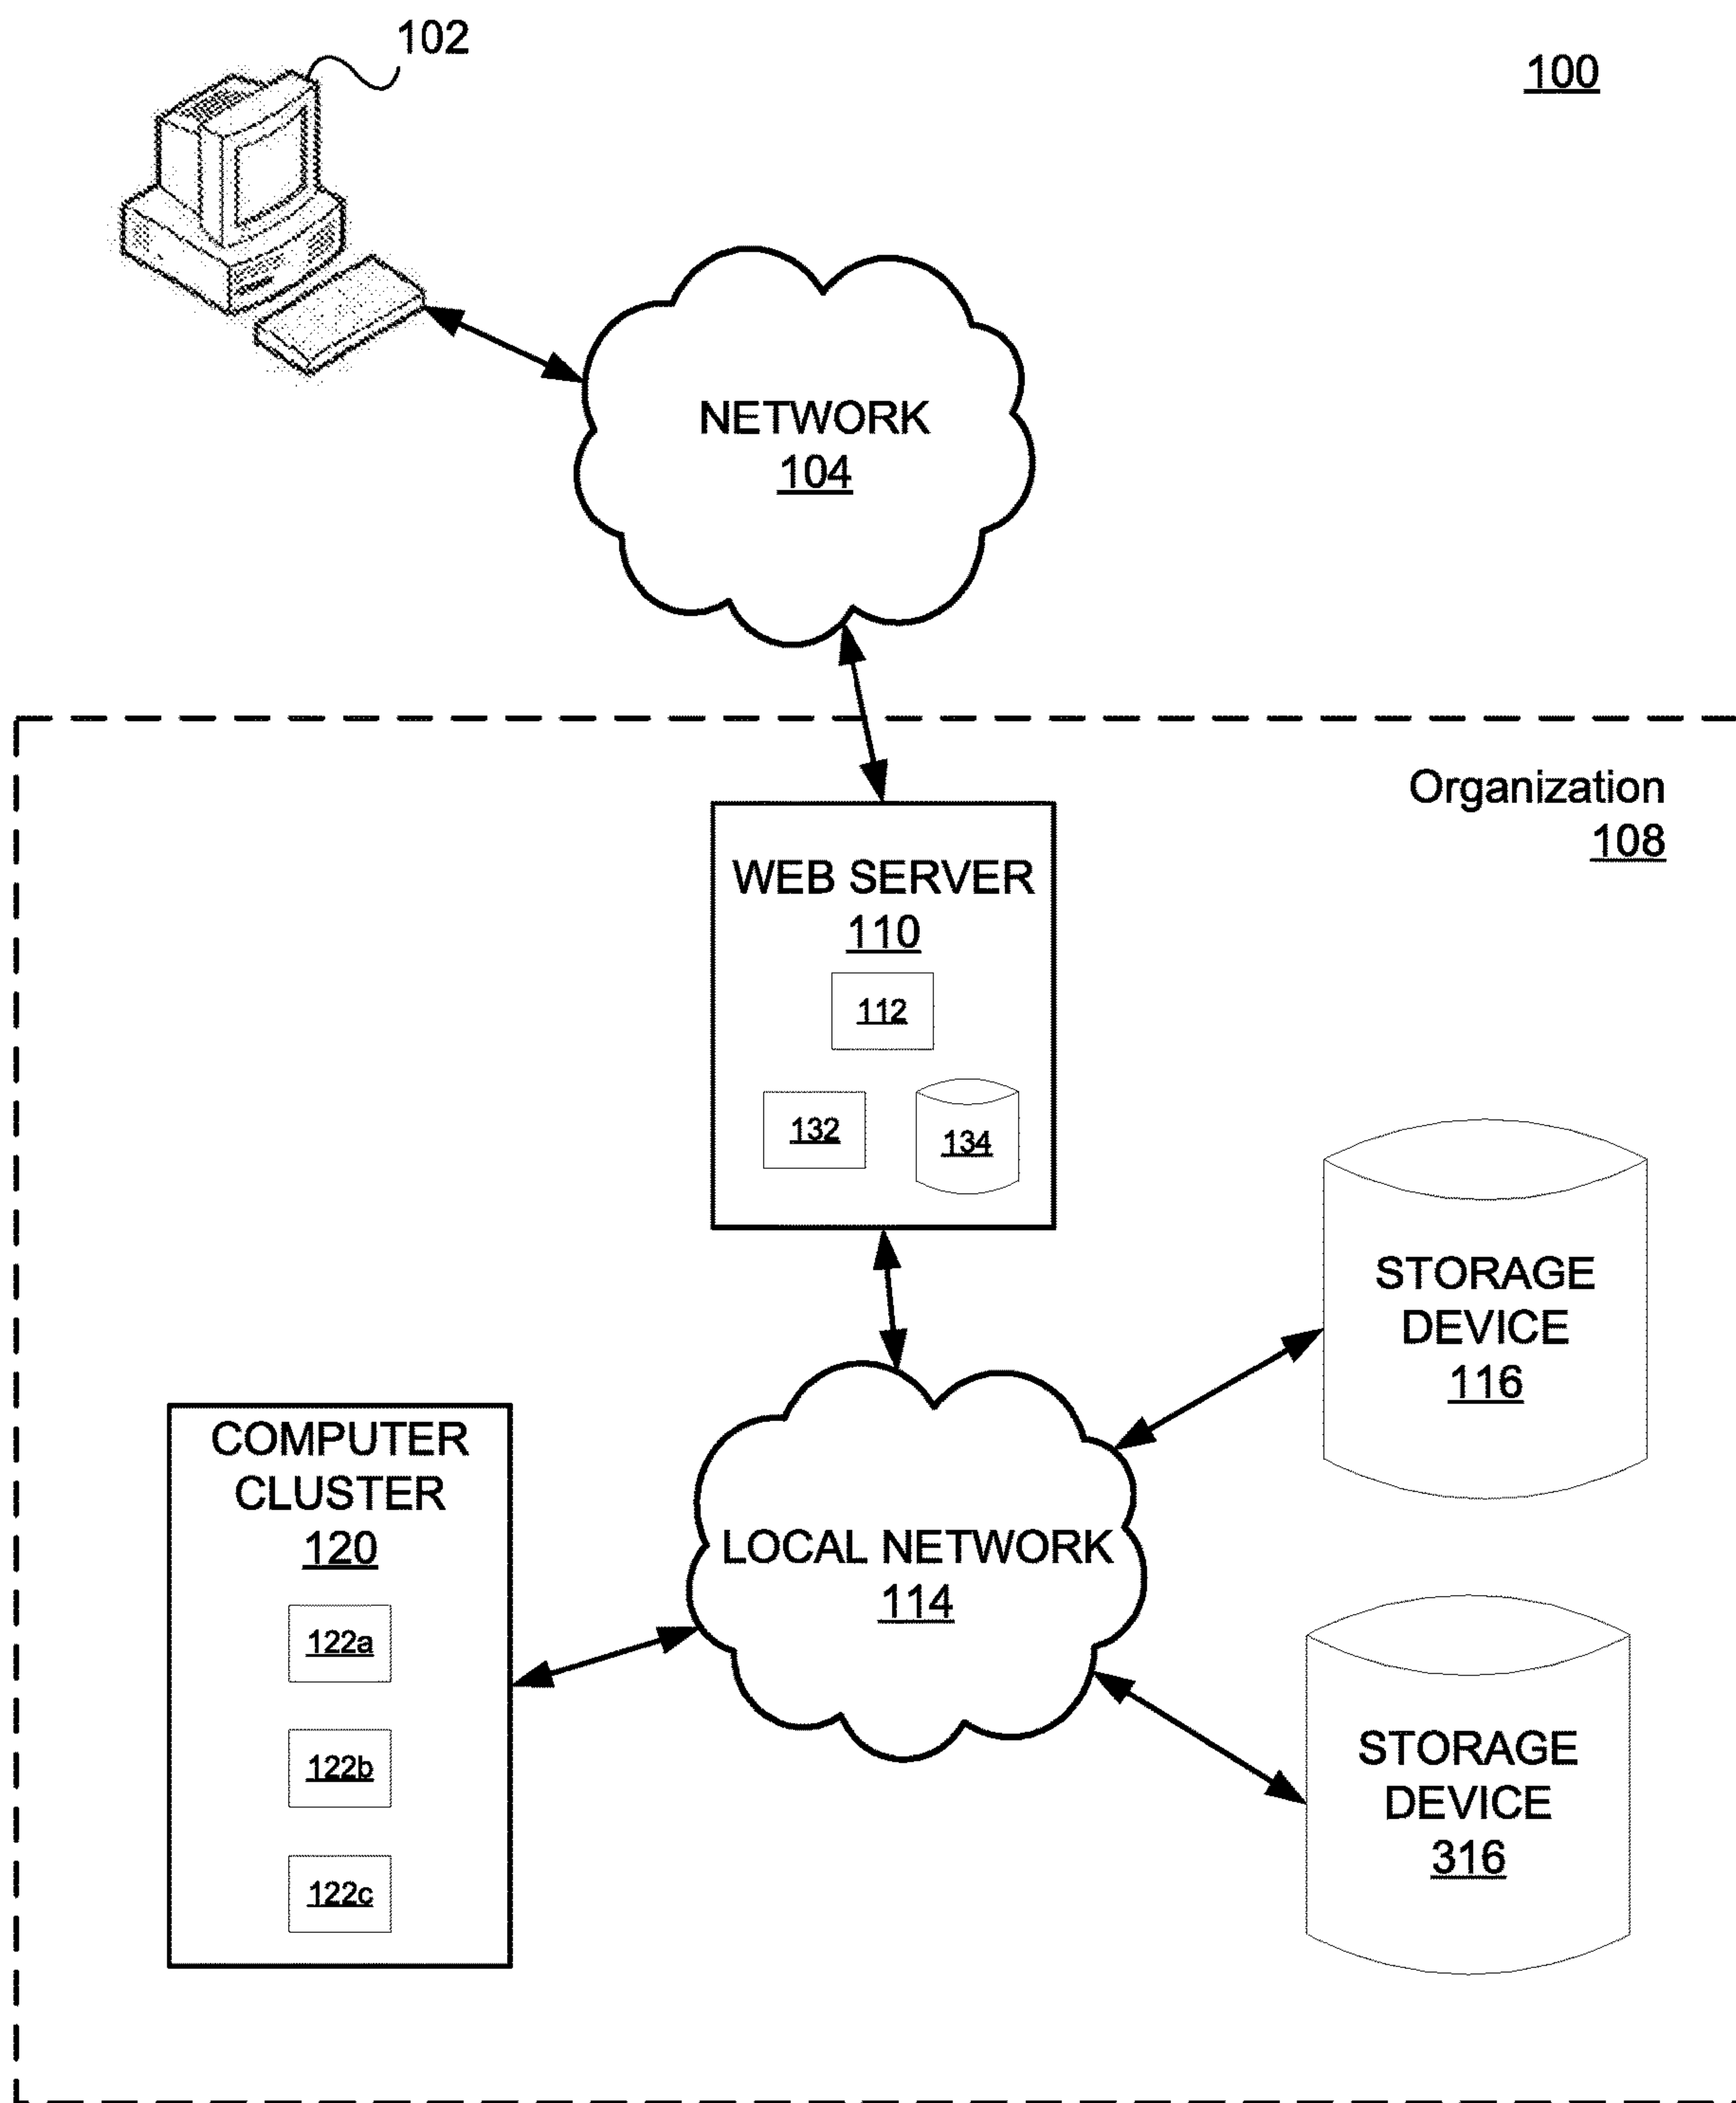 102
100
NETWORK
104
Organization
108
WEB SERVER
110
112
132
134
STORAGE
DEVICE
116
COMPUTER
CLUSTER
120
122a
122b
122c
LOCAL NETWORK
114
STORAGE
DEVICE
316